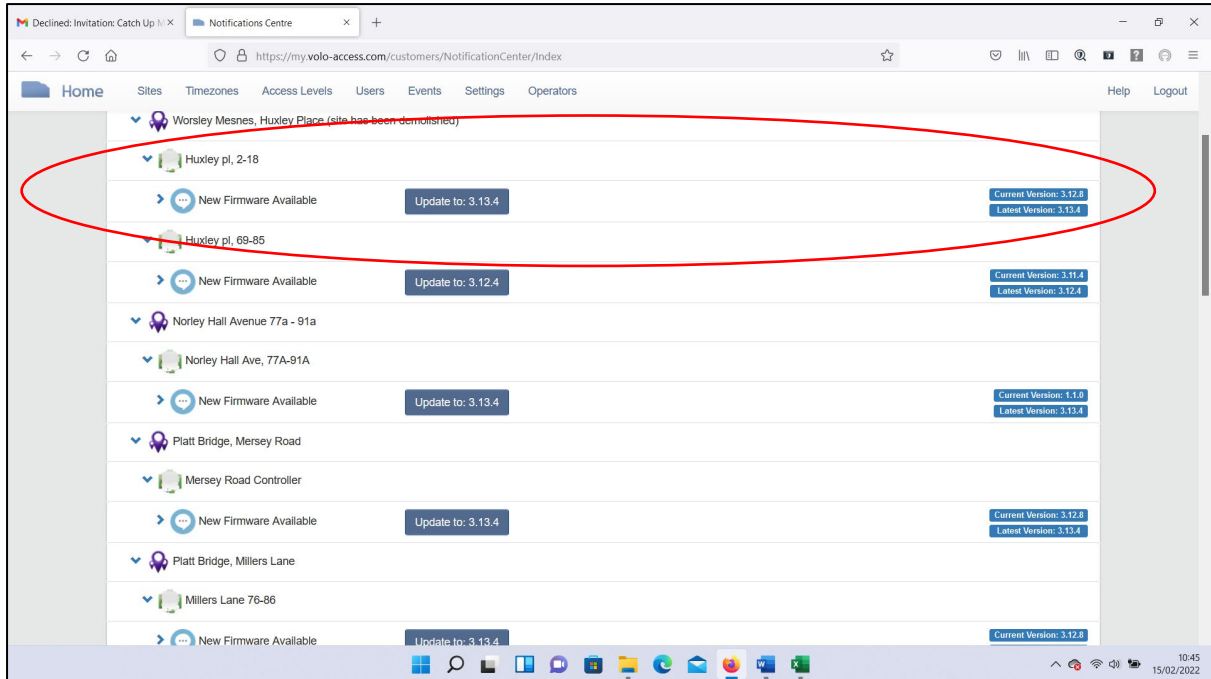 Declined: Invitation: Catch Up M
Notifications Centre
https://my.volo-access.com/customers/NotificationCenter/Index
Home Sites Timezones Access Levels Users Events Settings Operators Help Logout
Worsley Mesnes, Huxley Place (site has been demolished)
Huxley pl, 2-18
New Firmware Available Update to: 3.13.4 Current Version: 3.12.8
Latest Version: 3.13.4
Huxley pl, 69-85
New Firmware Available Update to: 3.12.4 Current Version: 3.11.4
Latest Version: 3.12.4
Norley Hall Avenue 77a - 91a
Norley Hall Ave, 77A-91A
New Firmware Available Update to: 3.13.4 Current Version: 1.1.0
Latest Version: 3.13.4
Platt Bridge, Mersey Road
Mersey Road Controller
New Firmware Available Update to: 3.13.4 Current Version: 3.12.8
Latest Version: 3.13.4
Platt Bridge, Millers Lane
Millers Lane 76-86
New Firmware Available Update to: 3.13.4 Current Version: 3.12.8
10:45
15/02/2022